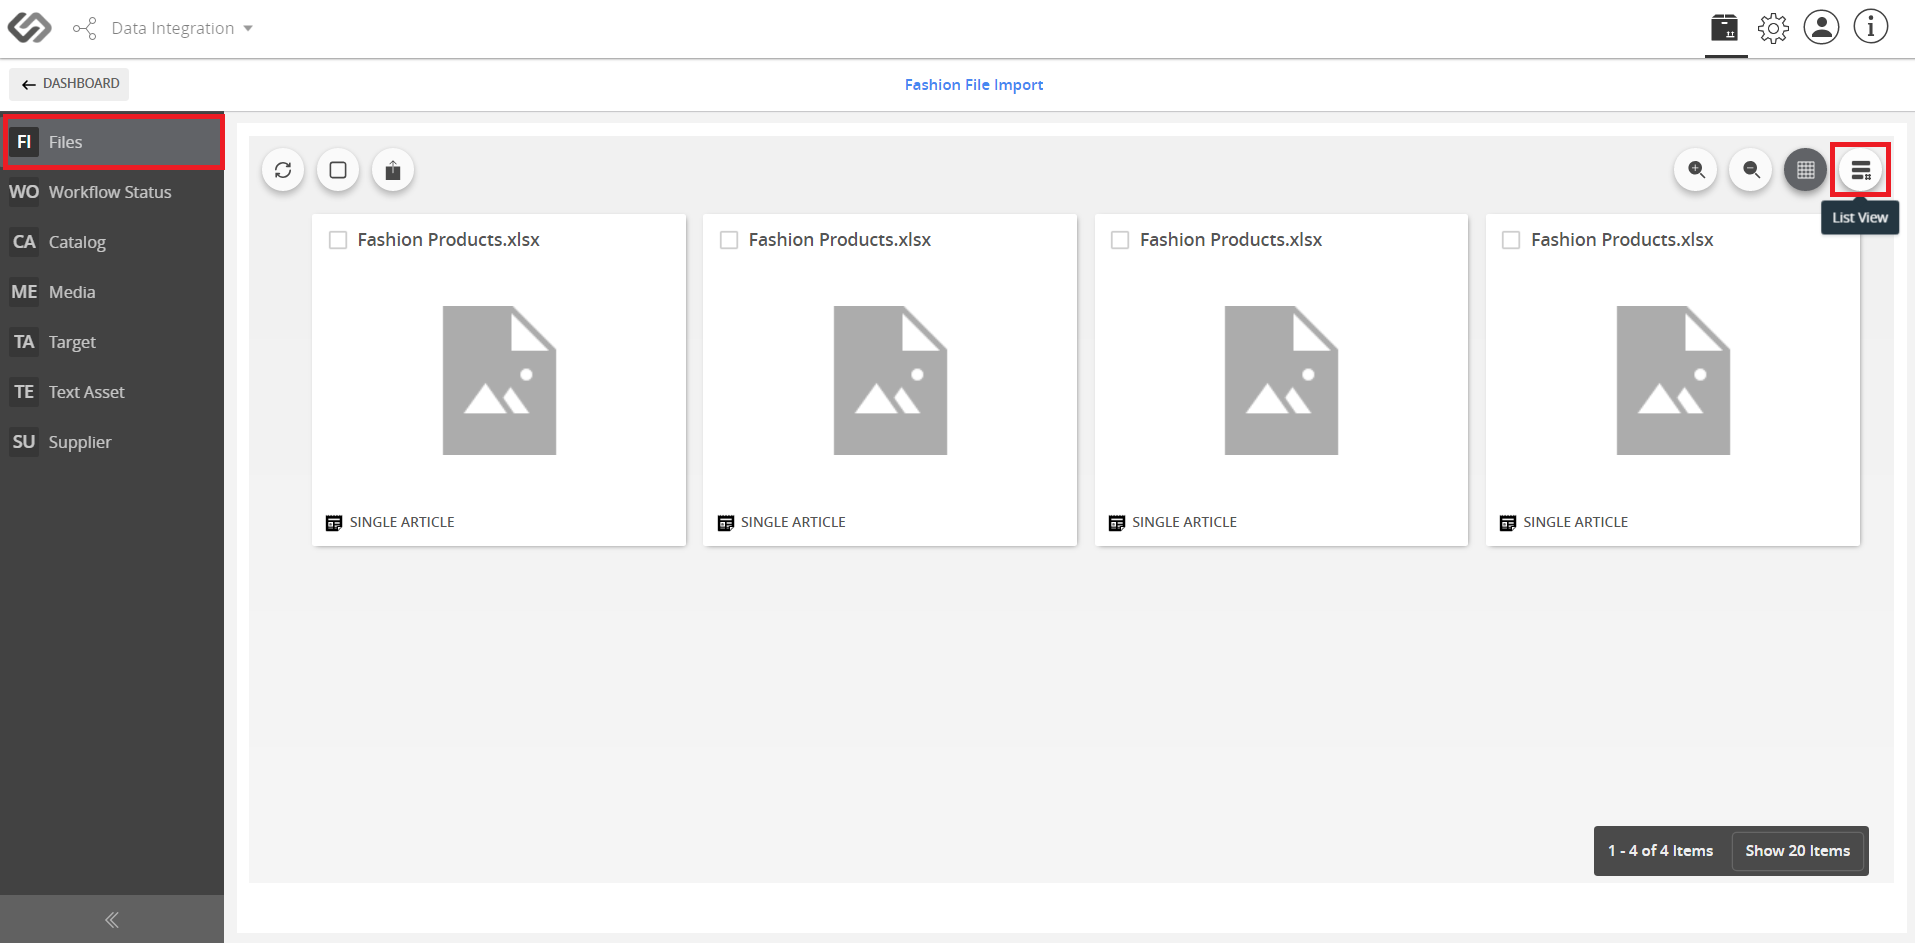 Data Integration
DASHBOARD
Fashion File Import
FI Files
WO Workflow Status
CA Catalog
ME Media
TA Target
TE Text Asset
SU Supplier
List View
Fashion Products.xlsx
SINGLE ARTICLE
Fashion Products.xlsx
SINGLE ARTICLE
Fashion Products.xlsx
SINGLE ARTICLE
Fashion Products.xlsx
SINGLE ARTICLE
1 - 4 of 4 Items
Show 20 Items